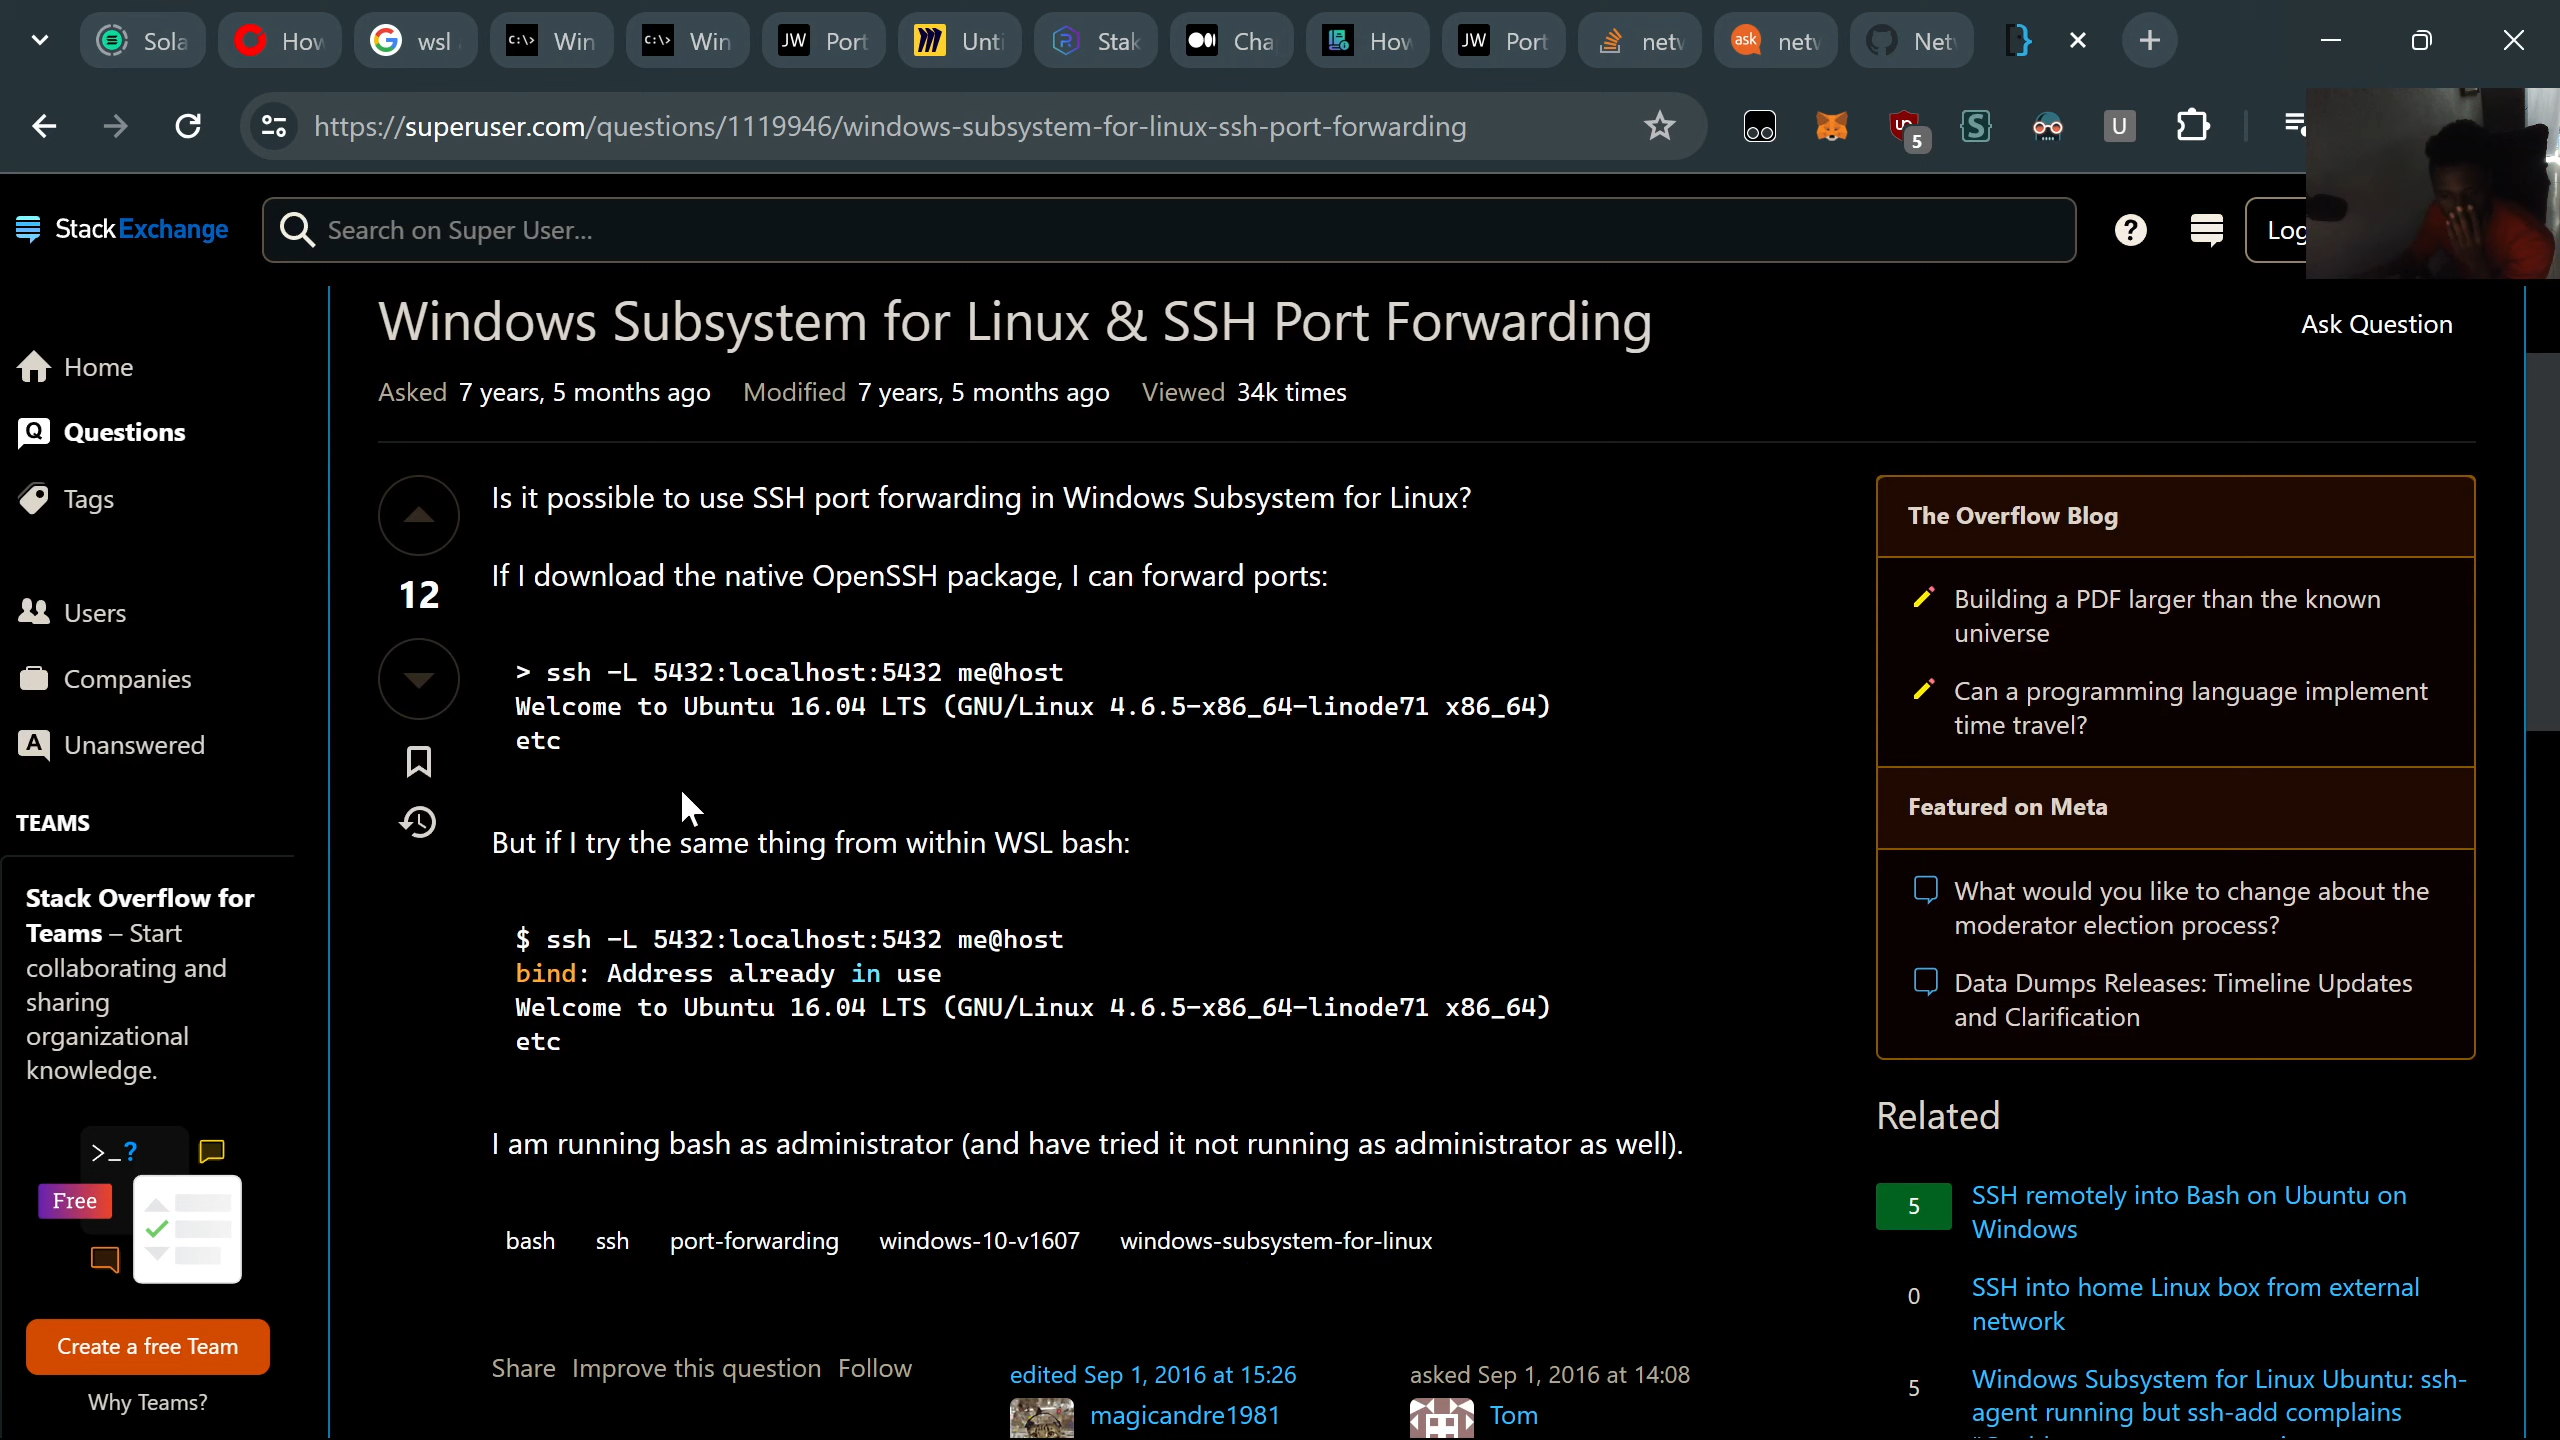 Sola
How
wsl
Win
Win
JW Port
Unti
Stak
Cha
How
JW Port
netw
ask netw
Net
https://superuser.com/questions/1119946/windows-subsystem-for-linux-ssh-port-forwarding
5
U
StackExchange
Search on Super User...
Log
Home
Questions
Tags
Users
Companies
Unanswered
TEAMS
Stack Overflow for
Teams – Start
collaborating and
sharing
organizational
knowledge.
>_?
Free
Create a free Team
Why Teams?
Windows Subsystem for Linux & SSH Port Forwarding
Ask Question
Asked 7 years, 5 months ago Modified 7 years, 5 months ago Viewed 34k times
12
Is it possible to use SSH port forwarding in Windows Subsystem for Linux?
If I download the native OpenSSH package, I can forward ports:
> ssh -L 5432:localhost:5432 me@host
Welcome to Ubuntu 16.04 LTS (GNU/Linux 4.6.5-x86_64-linode71 x86_64)
etc
But if I try the same thing from within WSL bash:
$ ssh -L 5432:localhost:5432 me@host
bind: Address already in use
Welcome to Ubuntu 16.04 LTS (GNU/Linux 4.6.5-x86_64-linode71 x86_64)
etc
I am running bash as administrator (and have tried it not running as administrator as well).
bash ssh port-forwarding windows-10-v1607 windows-subsystem-for-linux
Share Improve this question Follow
edited Sep 1, 2016 at 15:26
magicandre1981
asked Sep 1, 2016 at 14:08
Tom
The Overflow Blog
Building a PDF larger than the known
universe
Can a programming language implement
time travel?
Featured on Meta
What would you like to change about the
moderator election process?
Data Dumps Releases: Timeline Updates
and Clarification
Related
5 SSH remotely into Bash on Ubuntu on
Windows
0 SSH into home Linux box from external
network
5 Windows Subsystem for Linux Ubuntu: ssh-
agent running but ssh-add complains